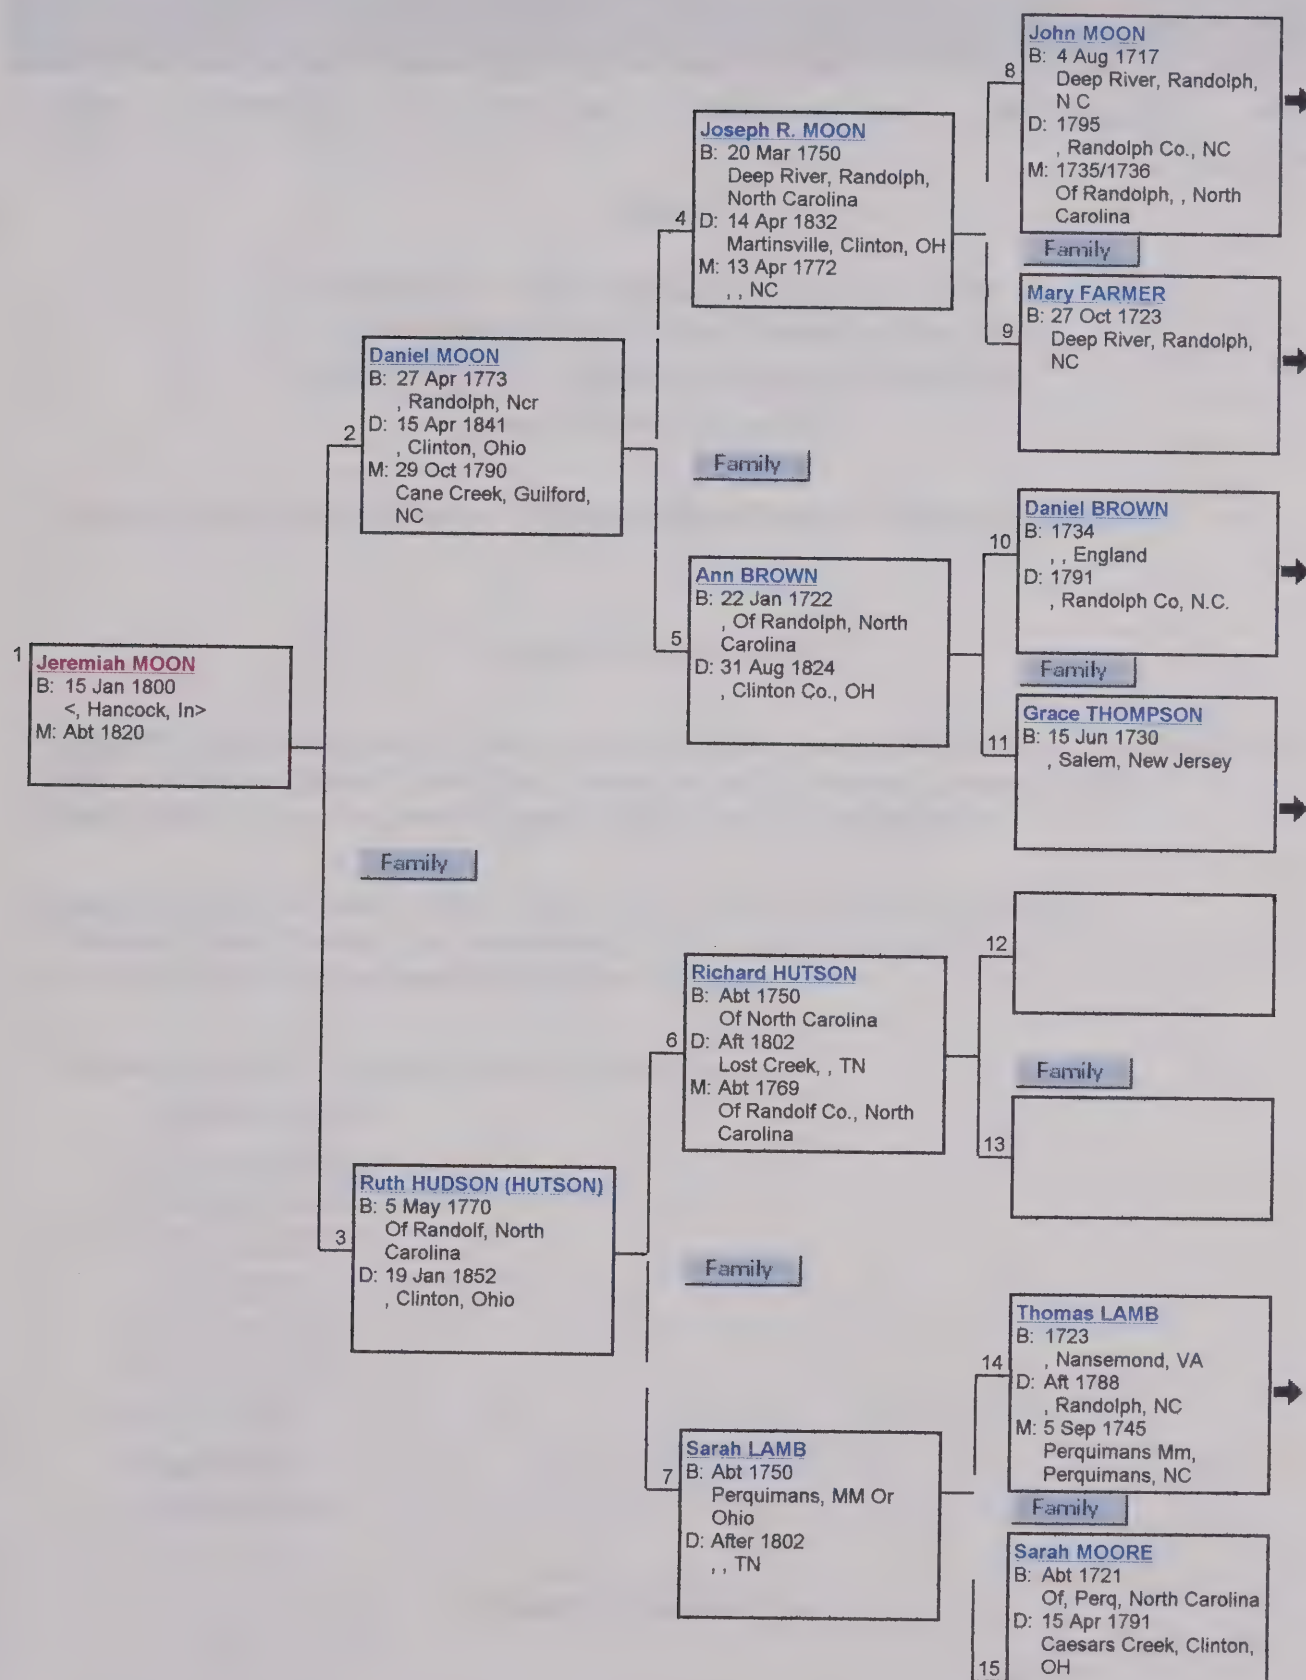 1
Jeremiah MOON
B: 15 Jan 1800
<, Hancock, In>
M: Abt 1820
2
Daniel MOON
B: 27 Apr 1773
, Randolph, Ncr
D: 15 Apr 1841
, Clinton, Ohio
M: 29 Oct 1790
Cane Creek, Guilford,
NC
Family
3
Ruth HUDSON (HUTSON)
B: 5 May 1770
Of Randolf, North
Carolina
D: 19 Jan 1852
, Clinton, Ohio
4
Joseph R. MOON
B: 20 Mar 1750
Deep River, Randolph,
North Carolina
D: 14 Apr 1832
Martinsville, Clinton, OH
M: 13 Apr 1772
, , NC
Family
5
Ann BROWN
B: 22 Jan 1722
, Of Randolph, North
Carolina
D: 31 Aug 1824
, Clinton Co., OH
6
Richard HUTSON
B: Abt 1750
Of North Carolina
D: Aft 1802
Lost Creek, , TN
M: Abt 1769
Of Randolf Co., North
Carolina
Family
7
Sarah LAMB
B: Abt 1750
Perquimans, MM Or
Ohio
D: After 1802
, , TN
8
John MOON
B: 4 Aug 1717
Deep River, Randolph,
N C
D: 1795
, Randolph Co., NC
M: 1735/1736
Of Randolph, , North
Carolina
Family
9
Mary FARMER
B: 27 Oct 1723
Deep River, Randolph,
NC
10
Daniel BROWN
B: 1734
, , England
D: 1791
, Randolph Co, N.C.
Family
11
Grace THOMPSON
B: 15 Jun 1730
, Salem, New Jersey
12
Family
13
14
Thomas LAMB
B: 1723
, Nansemond, VA
D: Aft 1788
, Randolph, NC
M: 5 Sep 1745
Perquimans Mm,
Perquimans, NC
Family
15
Sarah MOORE
B: Abt 1721
Of, Perq, North Carolina
D: 15 Apr 1791
Caesars Creek, Clinton,
OH